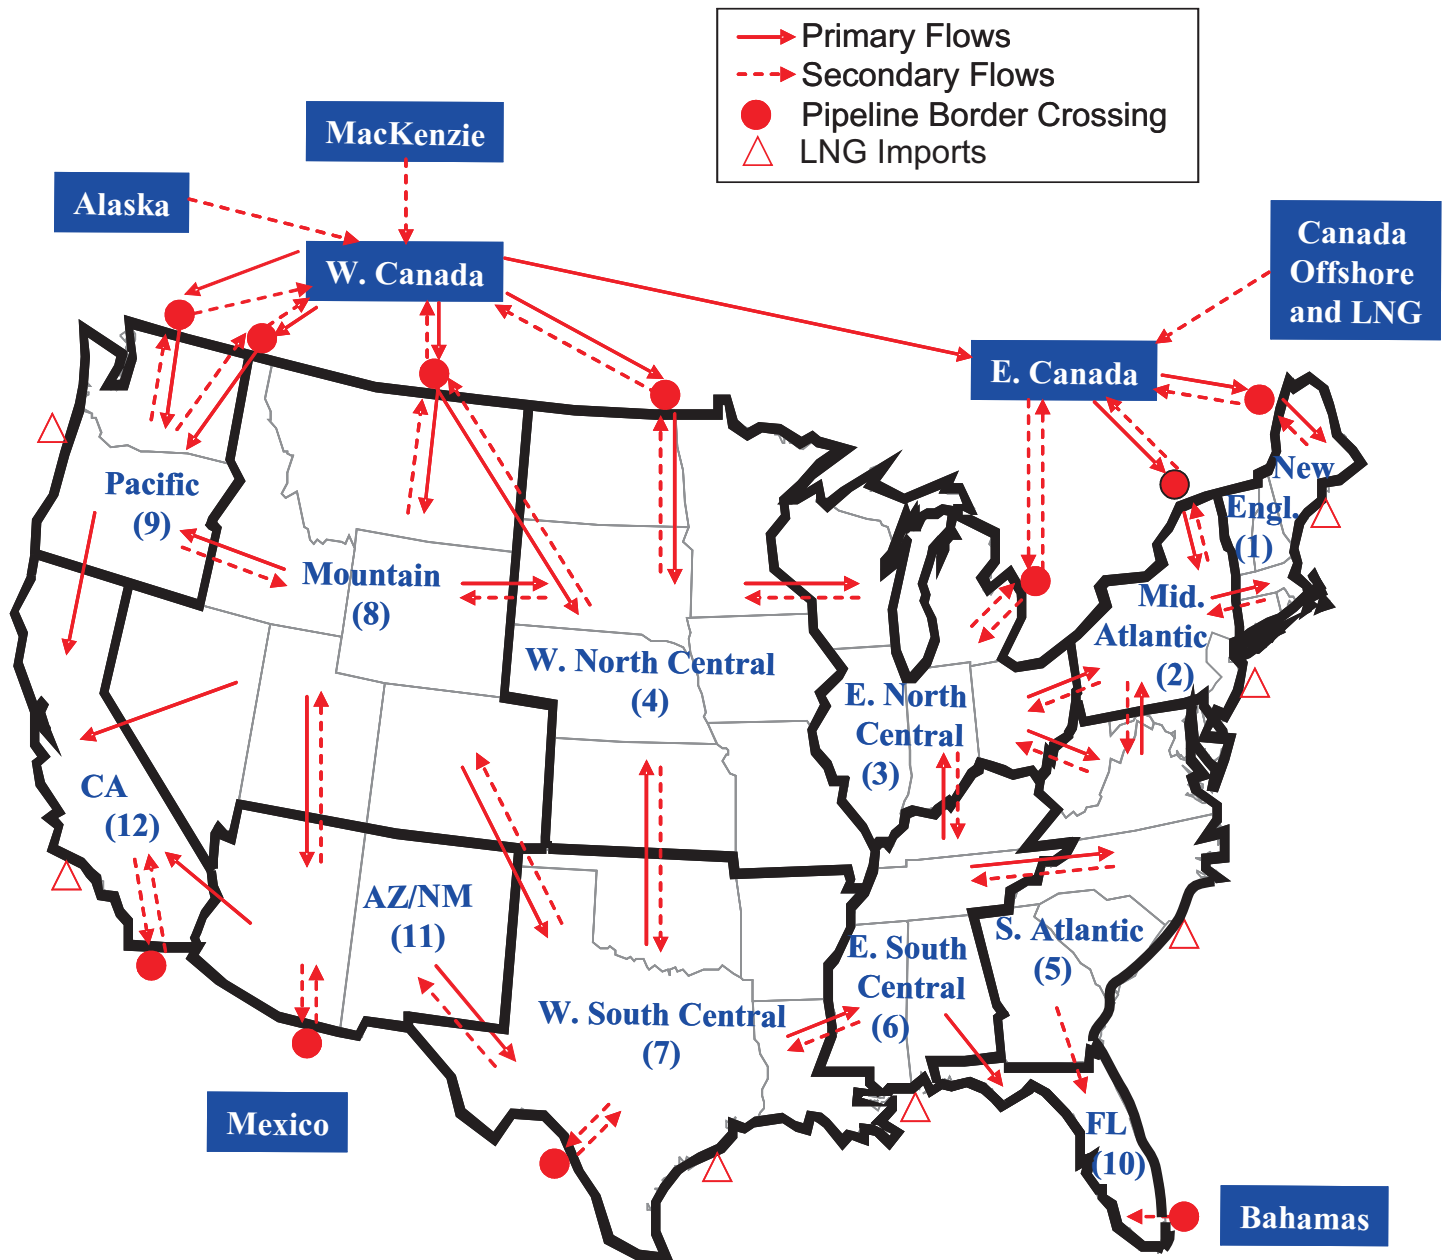 Primary Flows
Secondary Flows
Pipeline Border Crossing
LNG Imports
MacKenzie
Alaska
W. Canada
Canada
Offshore
and LNG
E. Canada
Pacific
(9)
Mountain
(8)
New
Engl.
(1)
Mid.
Atlantic
(2)
W. North Central
(4)
E. North
Central
(3)
CA
(12)
AZ/NM
(11)
W. South Central
(7)
E. South
Central
(6)
S. Atlantic
(5)
FL
(10)
Mexico
Bahamas